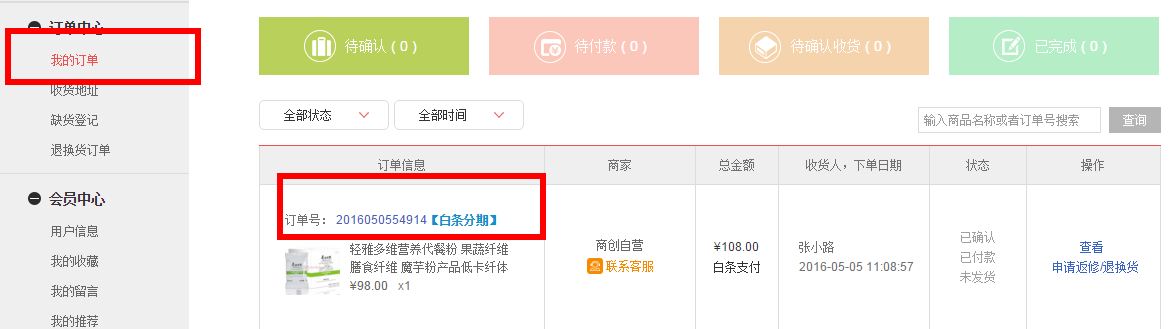 订单中心
我的订单
收货地址
缺货登记
退换货订单
会员中心
用户信息
我的收藏
我的留言
我的推荐
待确认 ( 0 )
待付款 ( 0 )
待确认收货 ( 0 )
已完成 ( 0 )
全部状态
全部时间
输入商品名称或者订单号搜索
查询
订单信息
商家
总金额
收货人，下单日期
状态
操作
订单号： 2016050554914【白条分期】
轻雅多维营养代餐粉 果蔬纤维
膳食纤维 魔芋粉产品低卡纤体
¥98.00 x1
商创自营
联系客服
¥108.00
白条支付
张小路
2016-05-05 11:08:57
已确认
已付款
未发货
查看
申请返修/退换货